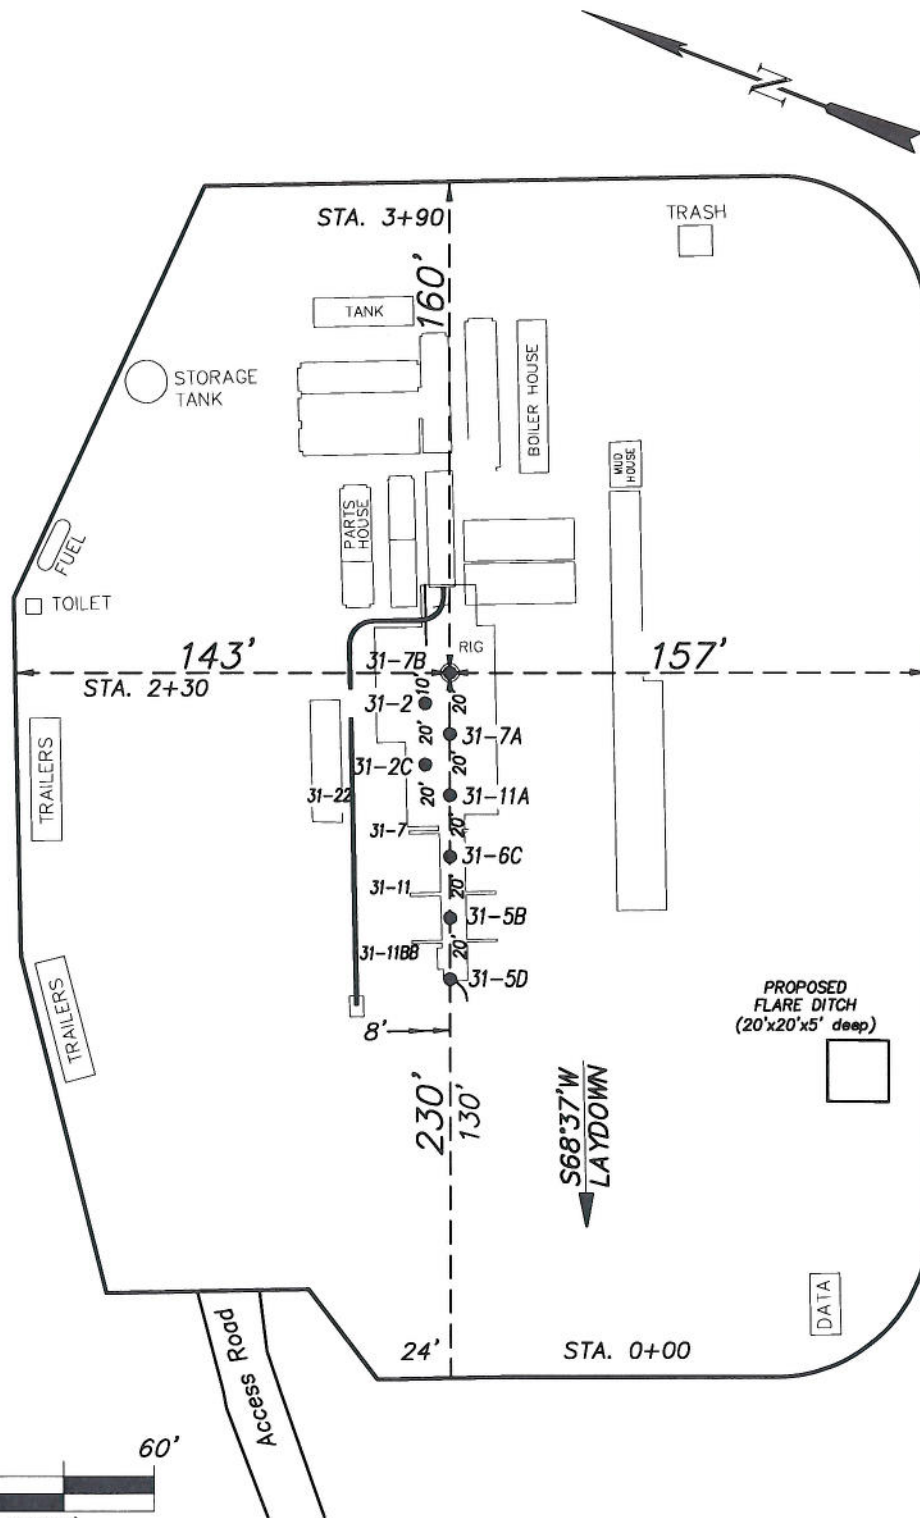 N
STA. 3+90
TRASH
160'
TANK
STORAGE
TANK
BOILER HOUSE
MUD
HOUSE
PARTS
HOUSE
FUEL
TOILET
RIG
143'
31-7B
157'
STA. 2+30
10'
31-2
20'
20'
31-7A
TRAILERS
31-2C
20'
31-22
20'
31-11A
31-7
20'
31-6C
31-11
20'
31-5B
31-11BB
20'
31-5D
TRAILERS
PROPOSED
FLARE DITCH
(20'x20'x5' deep)
8'
230'
130'
S68°37'W
LAYDOWN
DATA
Access Road
24'
STA. 0+00
60'